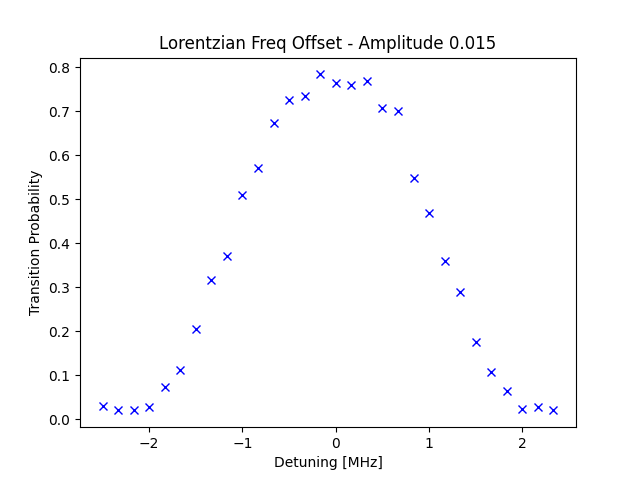 Lorentzian Freq Offset - Amplitude 0.015
0.8
0.7
0.6
0.5
0.4
0.3
0.2
0.1
0.0
Transition Probability
−2 −1 0 1 2
Detuning [MHz]